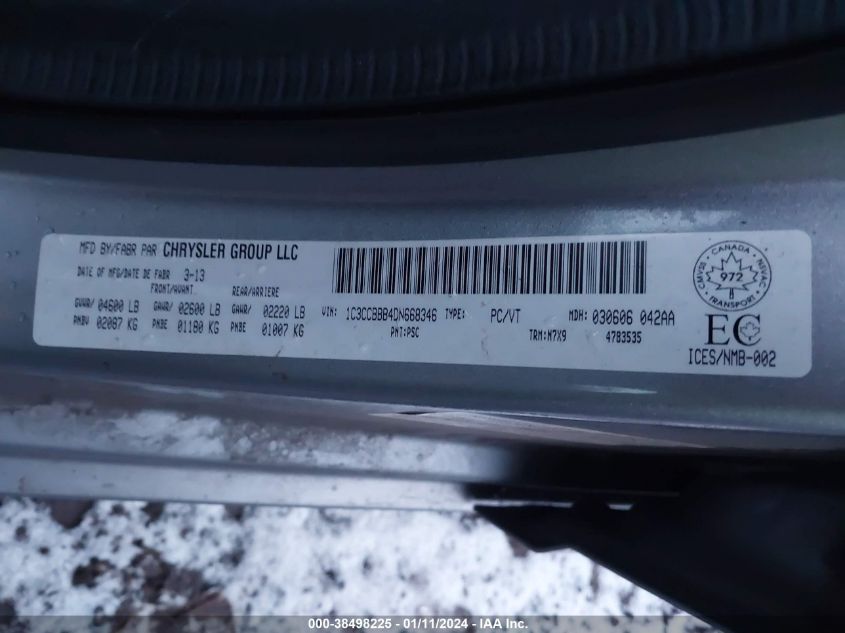 MFD BY/FABR PAR CHRYSLER GROUP LLC
DATE OF MFG/DATE DE FABR 3-13
FRONT/AVANT REAR/ARRIERE
GVWR/ 04600 LB GAWR/ 02600 LB GAWR/ 02220 LB
PNBV 02087 KG PNBE 01180 KG PNBE 01007 KG
VIN: 1C3CCBBB4DN668346 TYPE: PC/VT MDH: 030606 042AA
PNT:PSC TRM:M7X9 4783535
CANADA
CMVSS NSVAC
972
TRANSPORT
EC
ICES/NMB-002
000-38498225 - 01/11/2024 - IAA Inc.